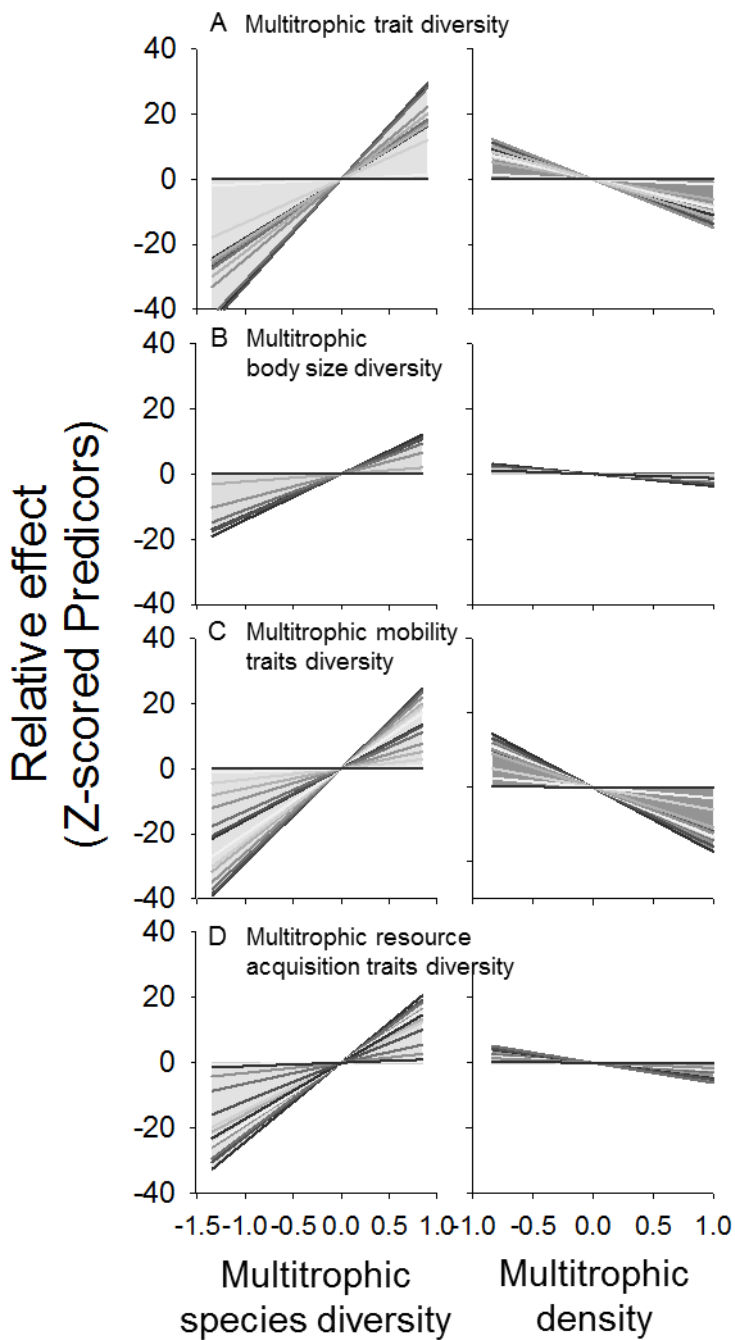 A Multitrophic trait diversity
40
20
0
-20
-40
B Multitrophic
body size diversity
40
20
0
-20
-40
C Multitrophic mobility
traits diversity
40
20
0
-20
-40
D Multitrophic resource
acquisition traits diversity
40
20
0
-20
-40
Relative effect
(Z-scored Predicors)
-1.5 -1.0 -0.5 0.0 0.5 1.0
-1.0 -0.5 0.0 0.5 1.0
Multitrophic
species diversity
Multitrophic
density